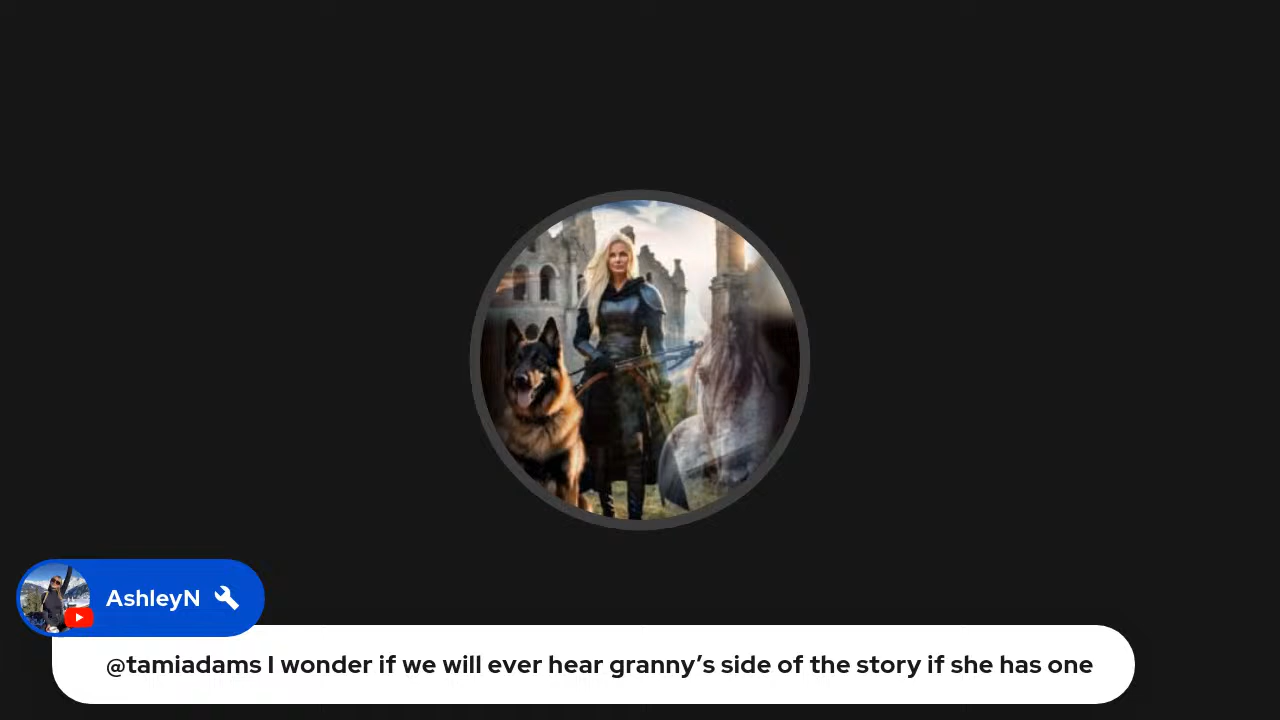 AshleyN
@tamiadams I wonder if we will ever hear granny’s side of the story if she has one